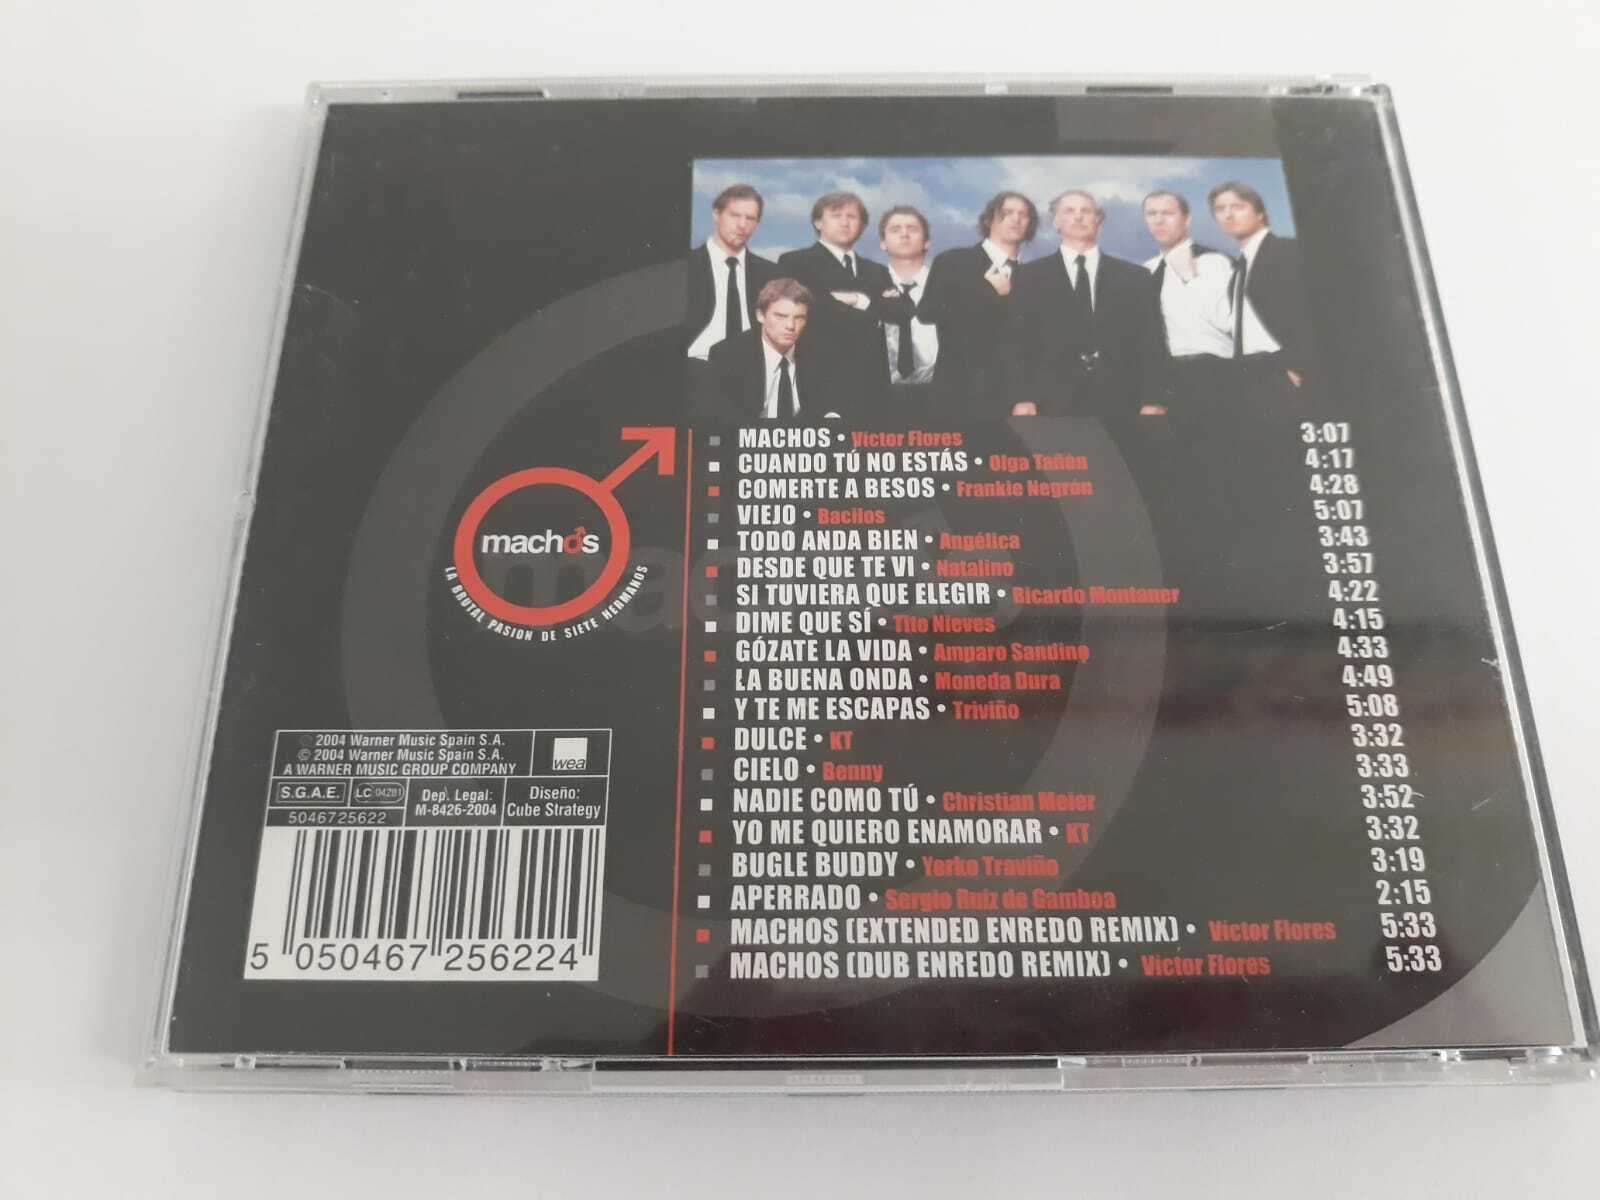 machos
LA BRUTAL PASION DE SIETE HERMANOS
MACHOS • Víctor Flores 3:07
CUANDO TÚ NO ESTÁS • Olga Tañón 4:17
COMERTE A BESOS • Frankie Negrón 4:28
VIEJO • Bacilos 5:07
TODO ANDA BIEN • Angélica 3:43
DESDE QUE TE VI • Natalino 3:57
SI TUVIERA QUE ELEGIR • Ricardo Montaner 4:22
DIME QUE SÍ • Tito Nieves 4:15
GÓZATE LA VIDA • Amparo Sandino 4:33
LA BUENA ONDA • Moneda Dura 4:49
Y TE ME ESCAPAS • Triviño 5:08
DULCE • KT 3:32
CIELO • Benny 3:33
NADIE COMO TÚ • Christian Meier 3:52
YO ME QUIERO ENAMORAR • KT 3:32
BUGLE BUDDY • Yerko Traviño 3:19
APERRADO • Sergio Ruiz de Gamboa 2:15
MACHOS (EXTENDED ENREDO REMIX) • Víctor Flores 5:33
MACHOS (DUB ENREDO REMIX) • Víctor Flores 5:33
℗ 2004 Warner Music Spain S.A.
© 2004 Warner Music Spain S.A.
A WARNER MUSIC GROUP COMPANY
wea
S.G.A.E.
LC 04281
5046725622
Dep. Legal:
M-8426-2004
Diseño:
Cube Strategy
5 050467 256224